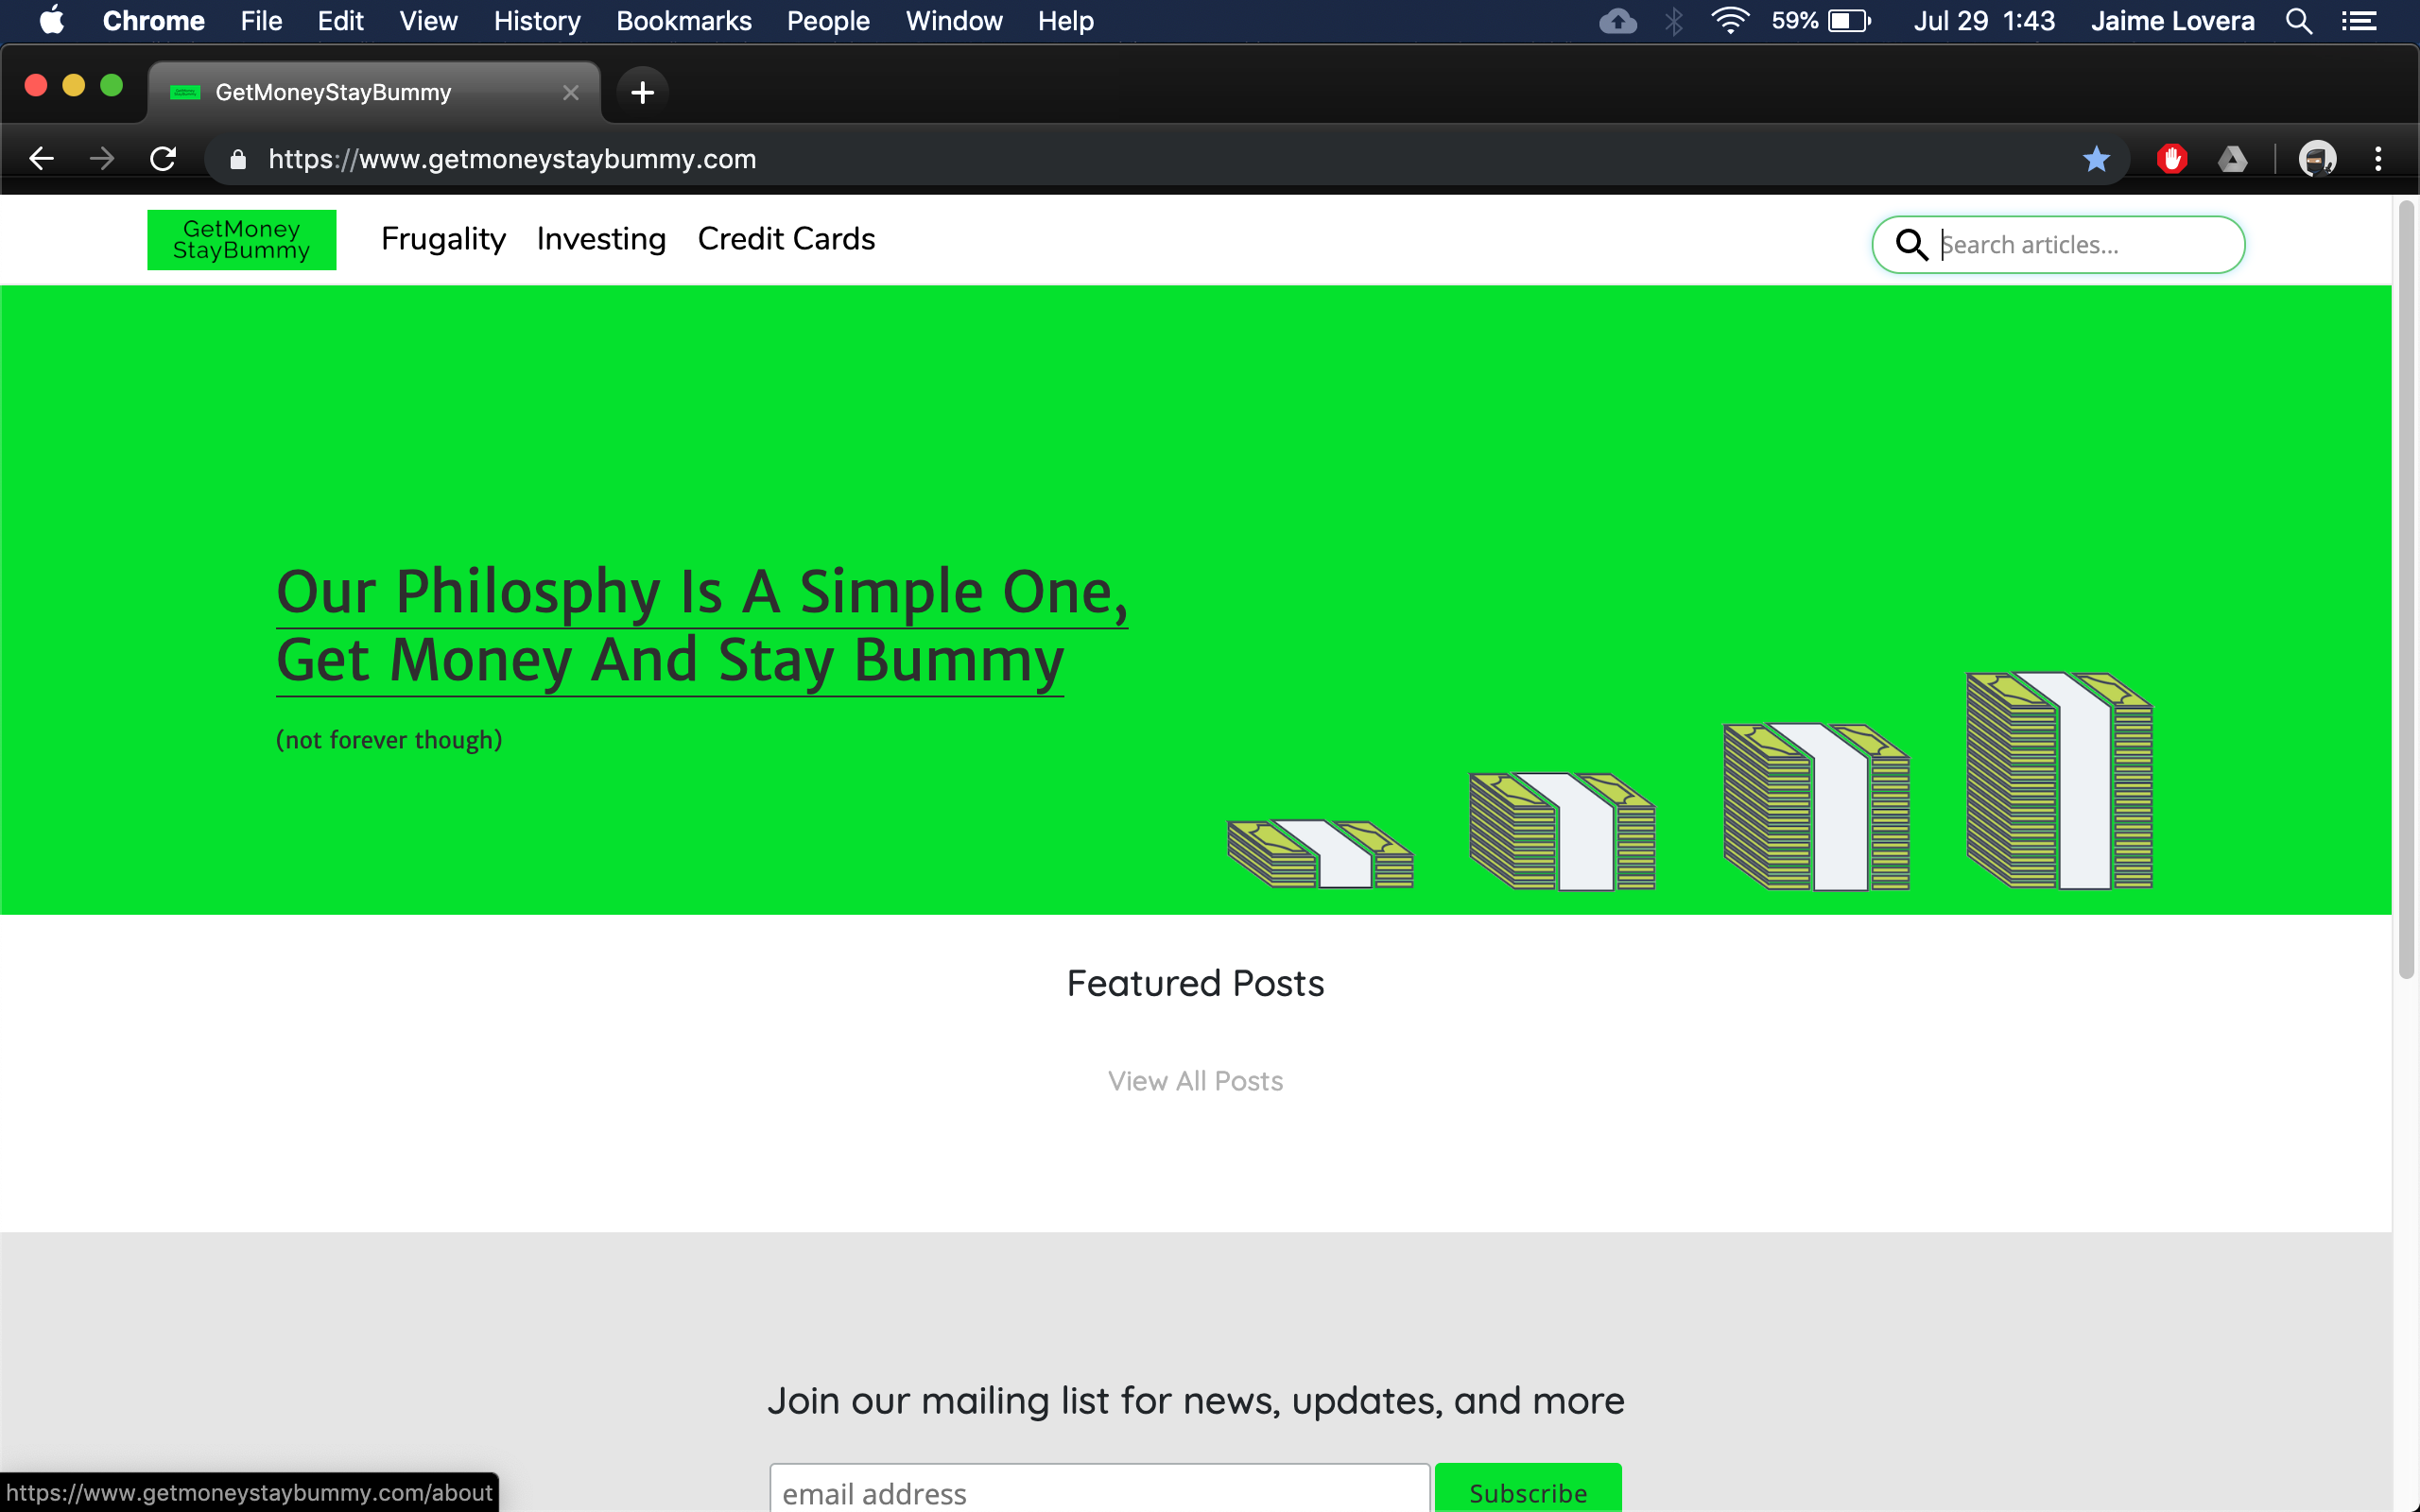 Chrome File Edit View History Bookmarks People Window Help 59% Jul 29 1:43 Jaime Lovera
GetMoneyStayBummy
https://www.getmoneystaybummy.com
GetMoney
StayBummy
Frugality Investing Credit Cards
Search articles...
Our Philosphy Is A Simple One,
Get Money And Stay Bummy
(not forever though)
Featured Posts
View All Posts
Join our mailing list for news, updates, and more
email address
Subscribe
https://www.getmoneystaybummy.com/about